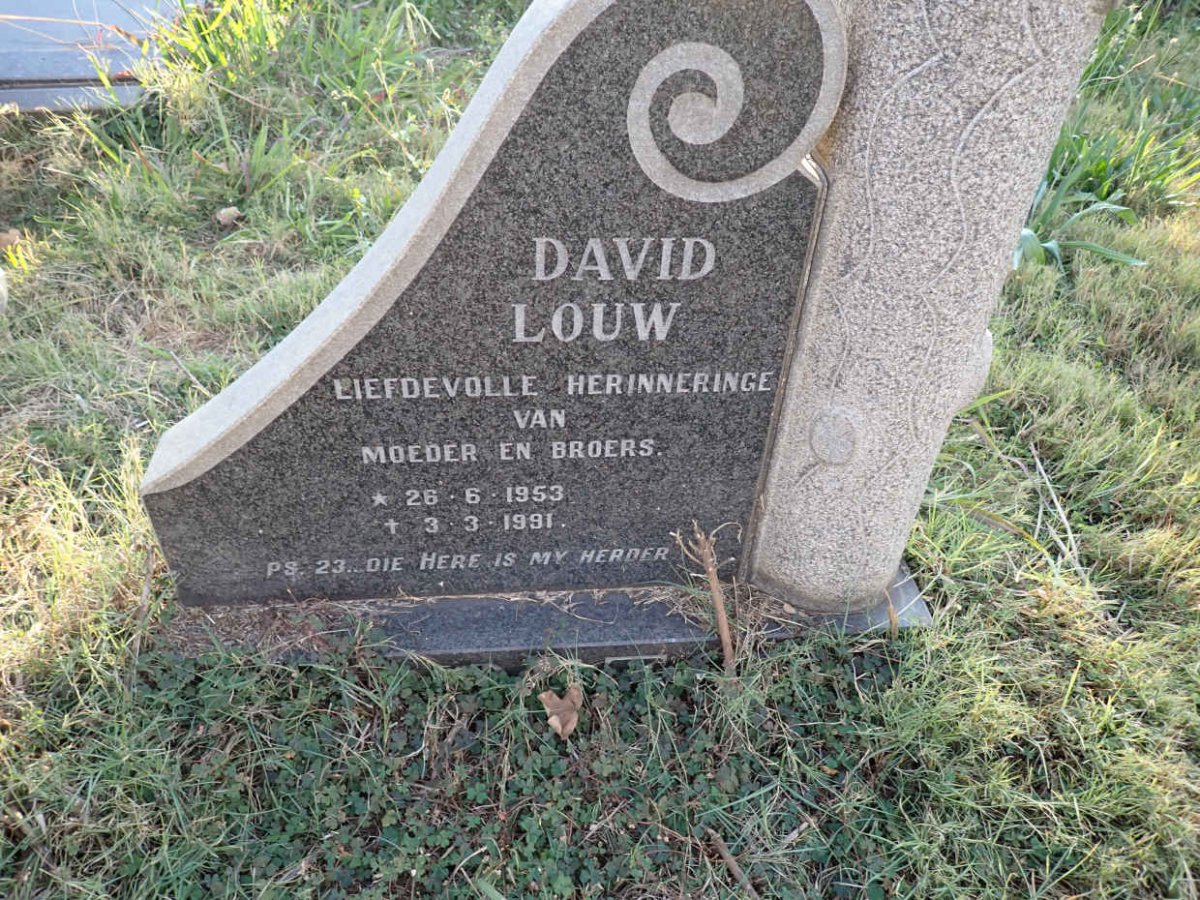 DAVID
LOUW
LIEFDEVOLLE HERINNERINGE
VAN
MOEDER EN BROERS.
★ 26·6·1953
† 3·3·1991.
PS. 23...DIE HERE IS MY HERDER